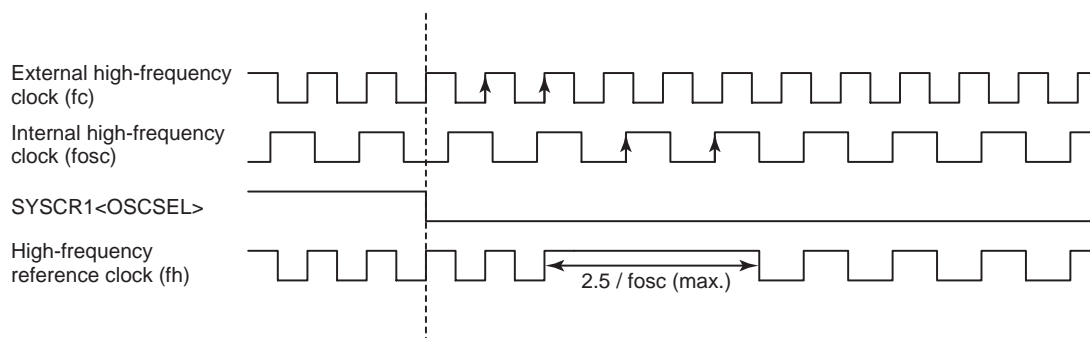 External high-frequency
clock (fc)
Internal high-frequency
clock (fosc)
SYSCR1<OSCSEL>
High-frequency
reference clock (fh)
2.5 / fosc (max.)